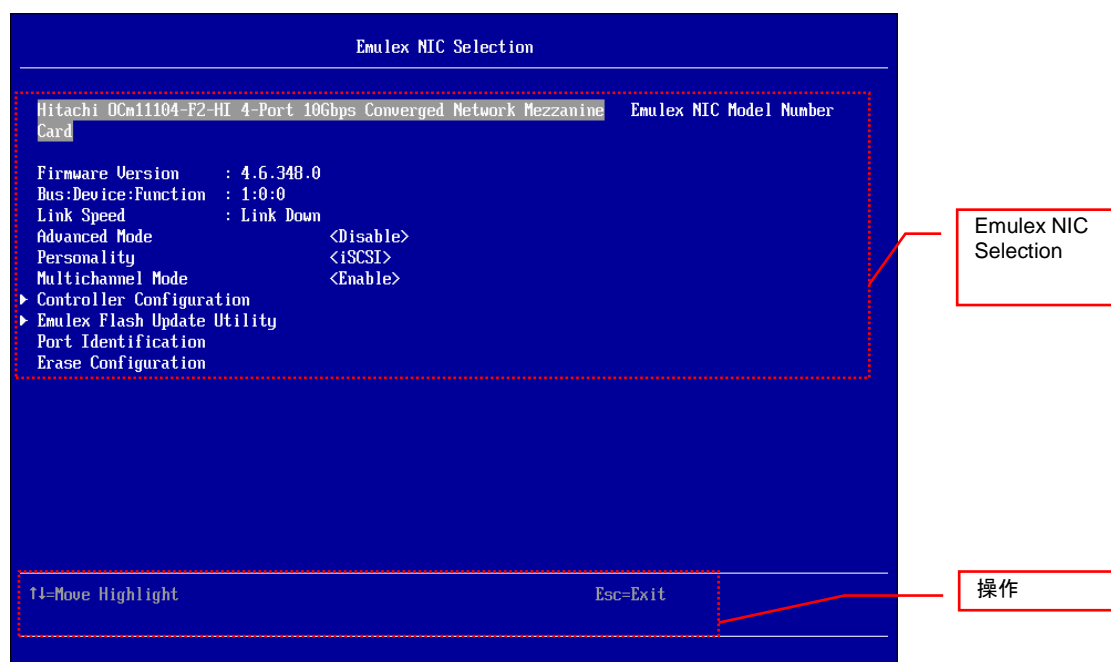 Emulex NIC Selection
Hitachi OCm11104-F2-HI 4-Port 10Gbps Converged Network Mezzanine Emulex NIC Model Number
Card
Firmware Version : 4.6.348.0
Bus:Device:Function : 1:0:0
Link Speed : Link Down
Advanced Mode <Disable>
Personality <iSCSI>
Multichannel Mode <Enable>
▶ Controller Configuration
▶ Emulex Flash Update Utility
Port Identification
Erase Configuration
Emulex NIC
Selection
↑↓=Move Highlight Esc=Exit
操作